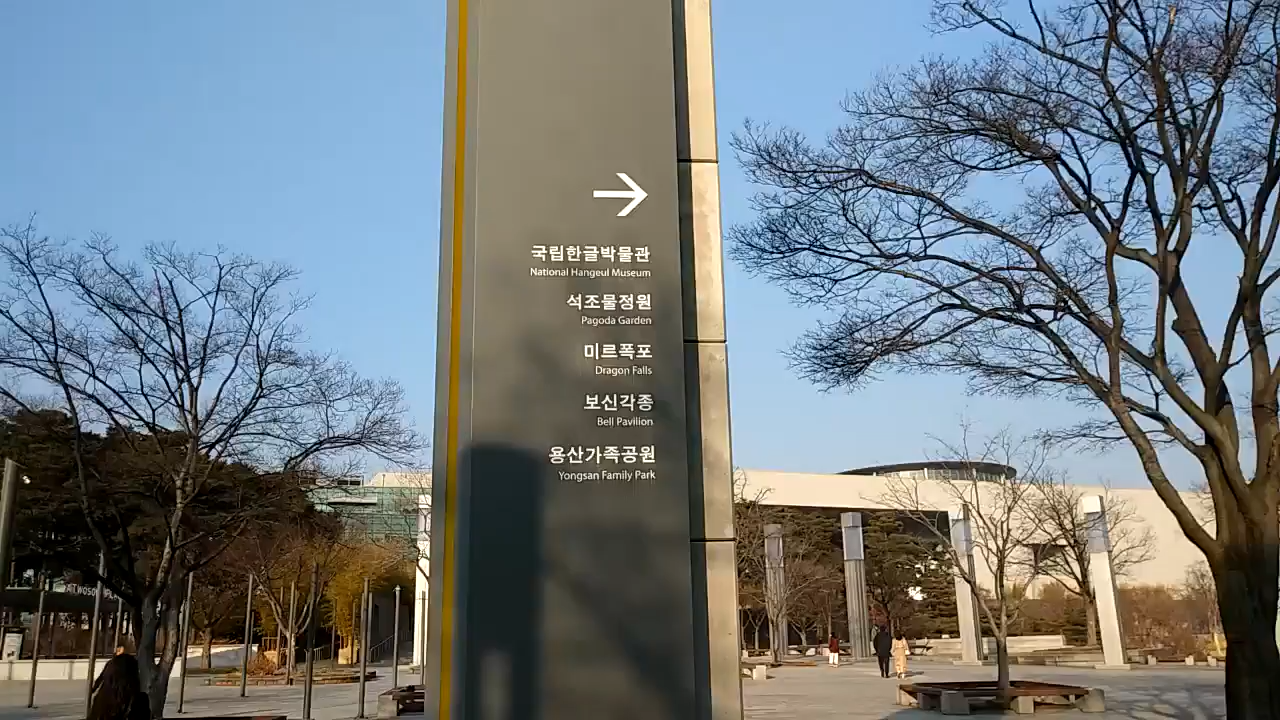 국립한글박물관
National Hangeul Museum
석조물정원
Pagoda Garden
미르폭포
Dragon Falls
보신각종
Bell Pavilion
용산가족공원
Yongsan Family Park